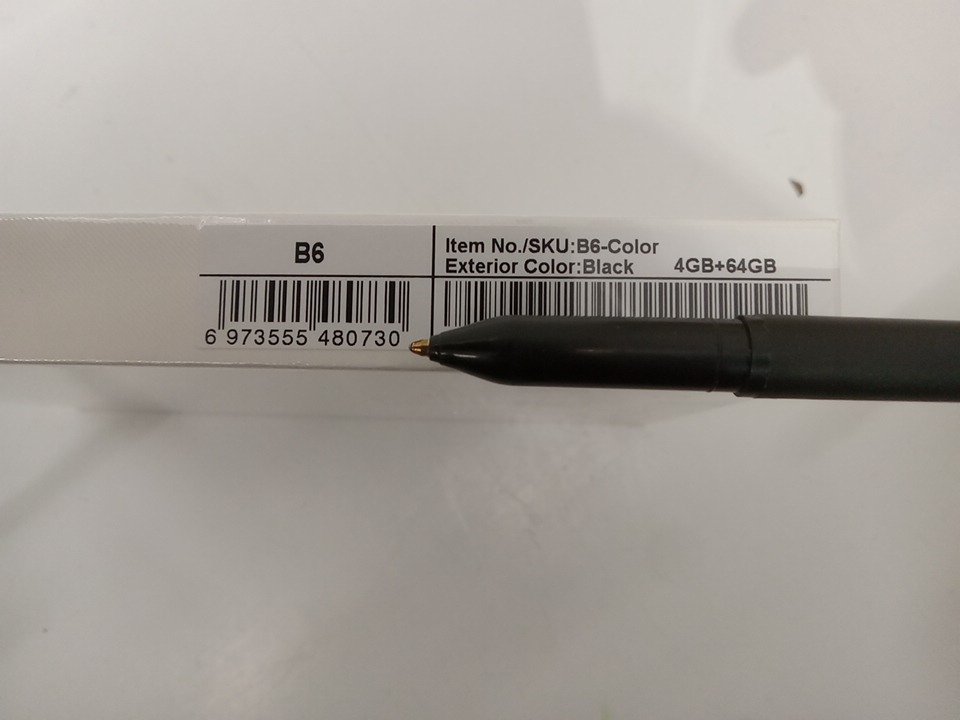 B6
6 973555 480730
Item No./SKU:B6-Color
Exterior Color:Black 4GB+64GB